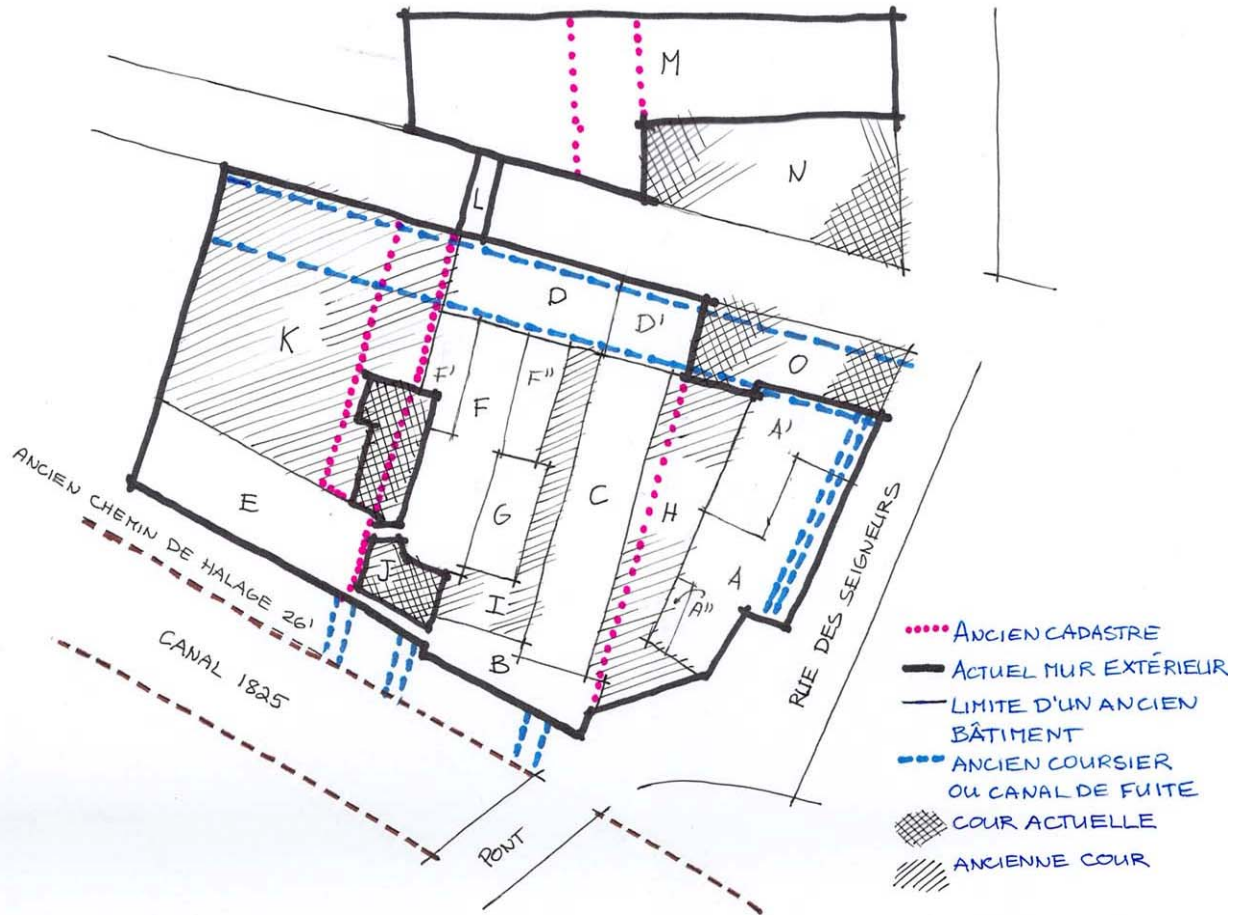 M
N
L
D
D'
O
K
F'
F
F"
A'
E
G
C
H
J
I
A
A"
B
ANCIEN CHEMIN DE HALAGE 26'
CANAL 1825
PONT
RUE DES SEIGNEURS
ANCIEN CADASTRE
ACTUEL MUR EXTÉRIEUR
LIMITE D'UN ANCIEN
BÂTIMENT
ANCIEN COURSIER
OU CANAL DE FUITE
COUR ACTUELLE
ANCIENNE COUR